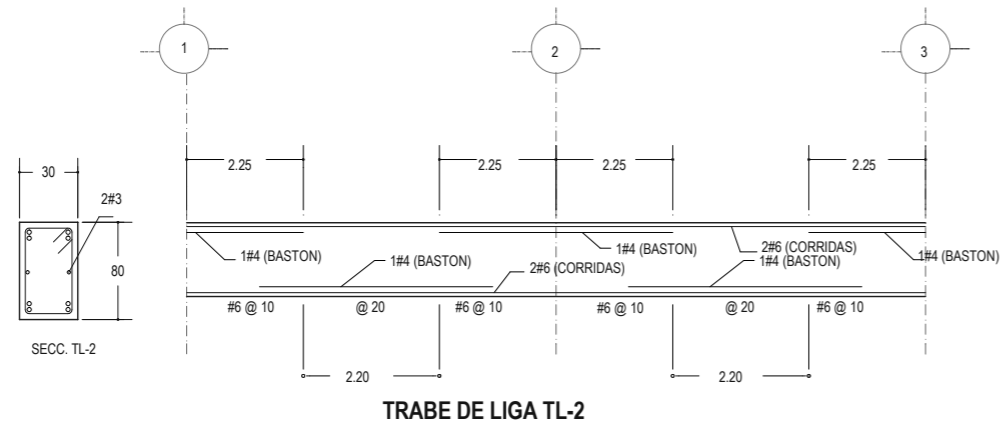 1
2
3
2.25
2.25
2.25
2.25
30
2#3
80
1#4 (BASTON)
1#4 (BASTON)
2#6 (CORRIDAS)
1#4 (BASTON)
2#6 (CORRIDAS)
1#4 (BASTON)
1#4 (BASTON)
#6 @ 10
@ 20
#6 @ 10
#6 @ 10
@ 20
#6 @ 10
SECC. TL-2
2.20
2.20
TRABE DE LIGA TL-2